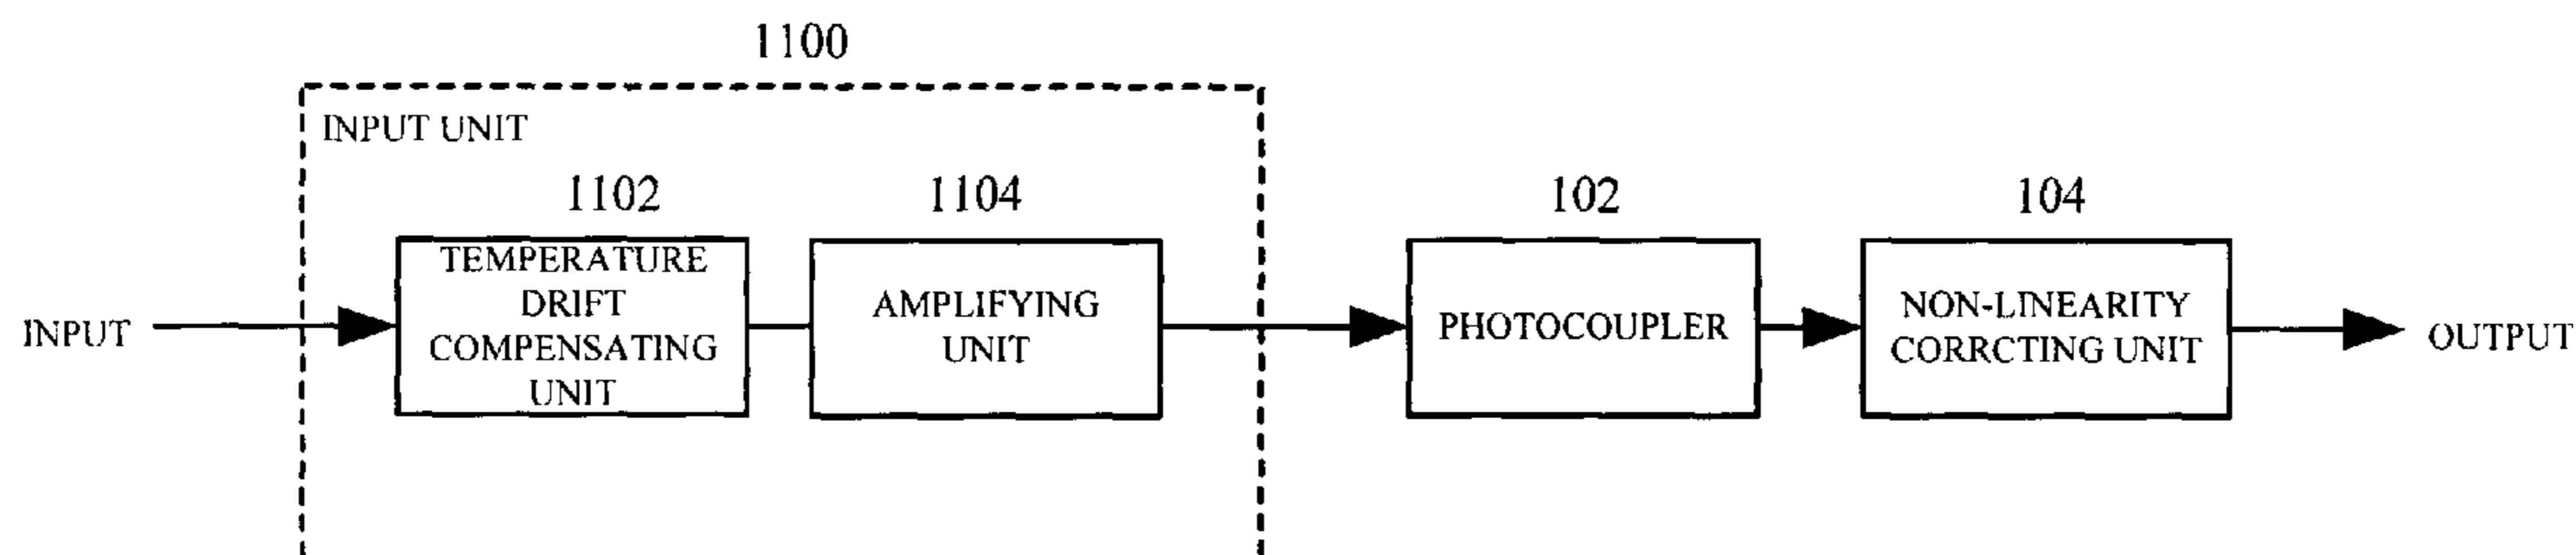 1100
INPUT UNIT
1102
1104
102
104
INPUT
TEMPERATURE
DRIFT
COMPENSATING
UNIT
AMPLIFYING
UNIT
PHOTOCOUPLER
NON-LINEARITY
CORRCTING UNIT
OUTPUT